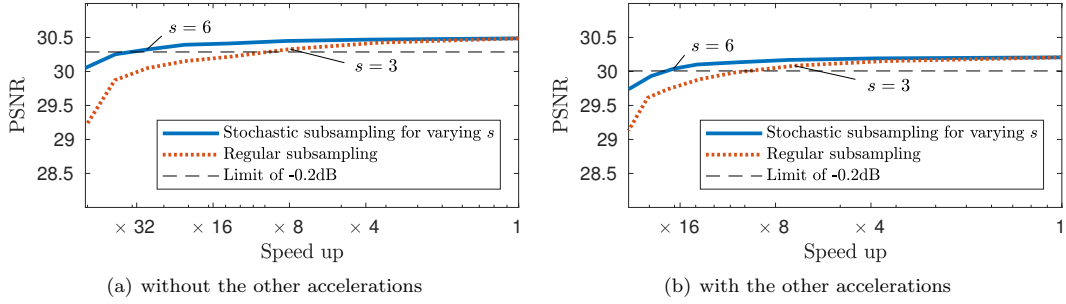 30.5
30
29.5
29
28.5
PSNR
s = 6
s = 3
Stochastic subsampling for varying s
Regular subsampling
Limit of -0.2dB
× 32
× 16
× 8
× 4
1
Speed up
(a) without the other accelerations
30.5
30
29.5
29
28.5
PSNR
s = 6
s = 3
Stochastic subsampling for varying s
Regular subsampling
Limit of -0.2dB
× 16
× 8
× 4
1
Speed up
(b) with the other accelerations